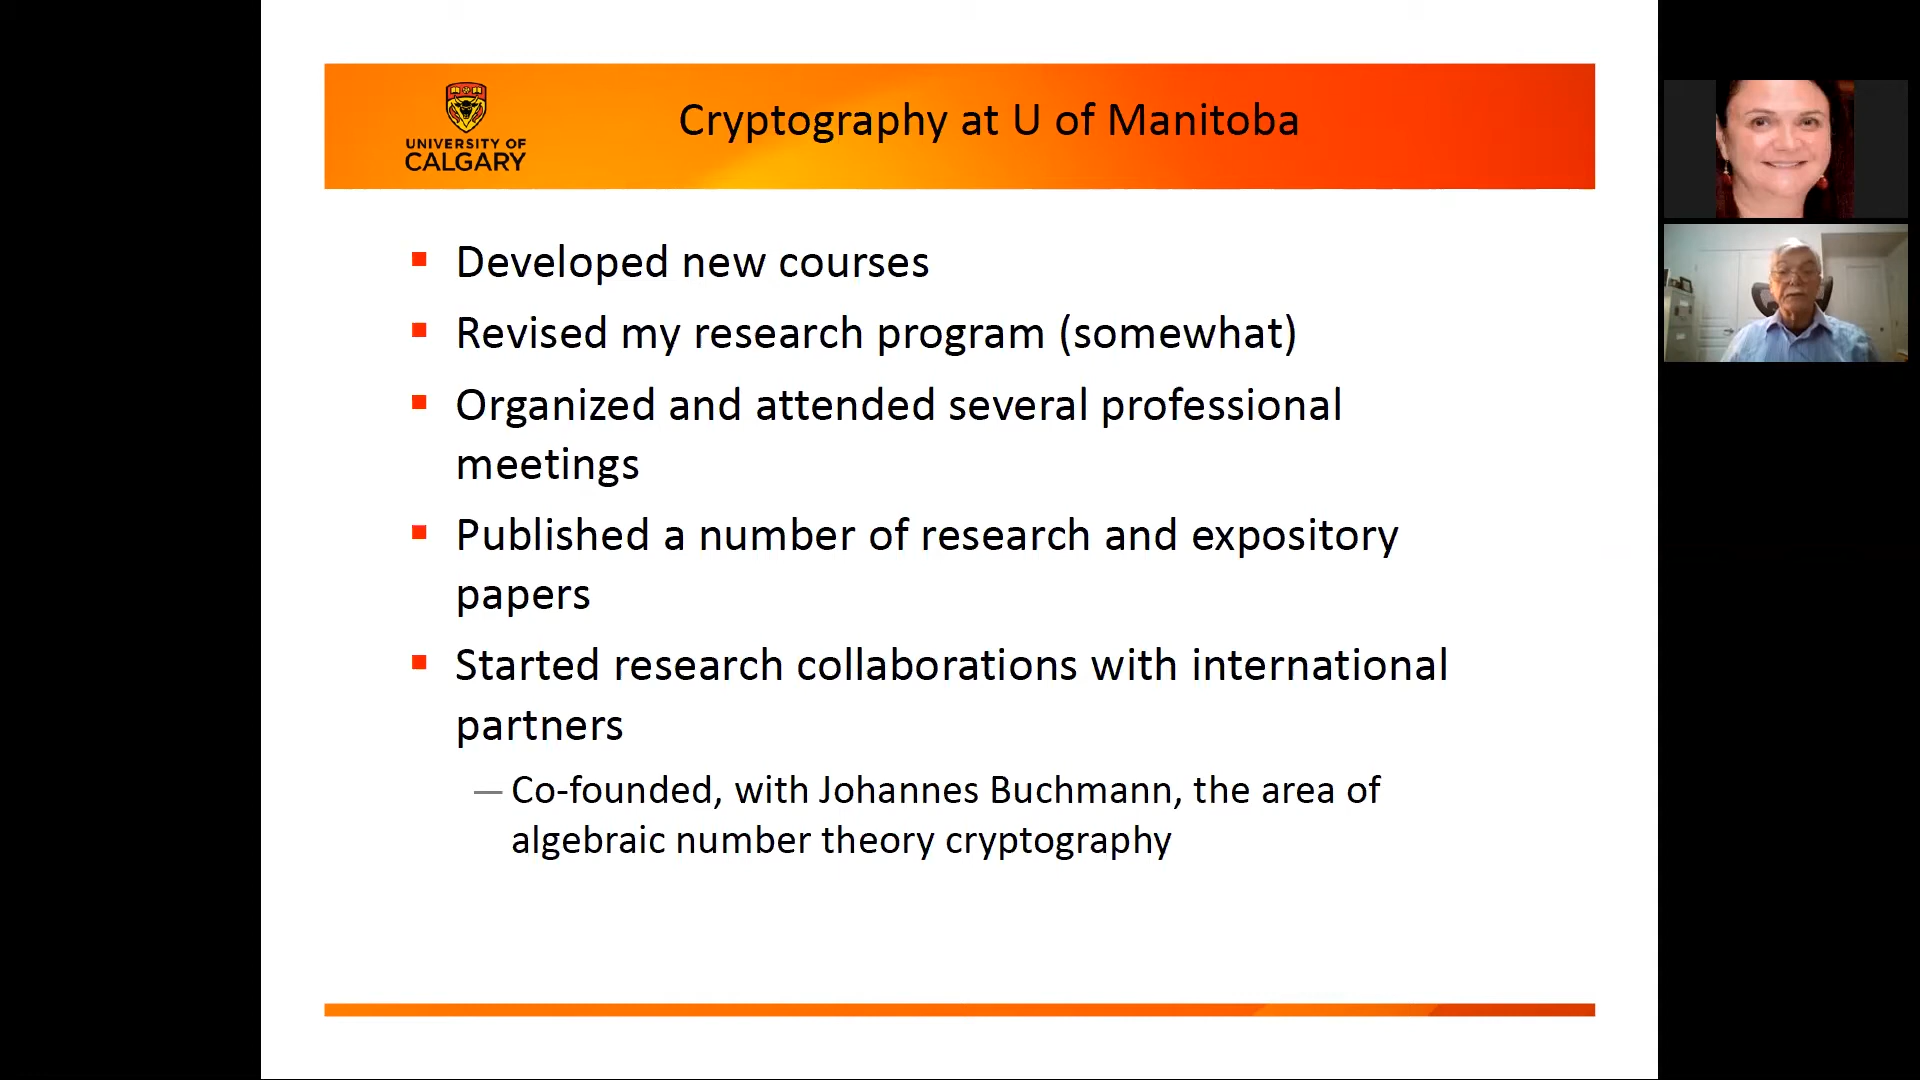 UNIVERSITY OF
CALGARY
Cryptography at U of Manitoba
Developed new courses
Revised my research program (somewhat)
Organized and attended several professional
meetings
Published a number of research and expository
papers
Started research collaborations with international
partners
— Co-founded, with Johannes Buchmann, the area of
algebraic number theory cryptography